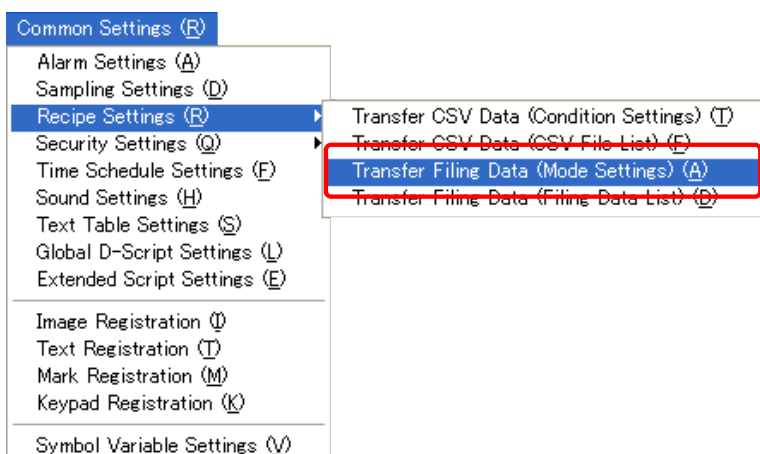 Common Settings (R)
Alarm Settings (A)
Sampling Settings (D)
Recipe Settings (R)
Security Settings (Q)
Time Schedule Settings (F)
Sound Settings (H)
Text Table Settings (S)
Global D-Script Settings (L)
Extended Script Settings (E)
Image Registration (I)
Text Registration (T)
Mark Registration (M)
Keypad Registration (K)
Symbol Variable Settings (V)
Transfer CSV Data (Condition Settings) (T)
Transfer CSV Data (CSV File List) (F)
Transfer Filing Data (Mode Settings) (A)
Transfer Filing Data (Filing Data List) (D)